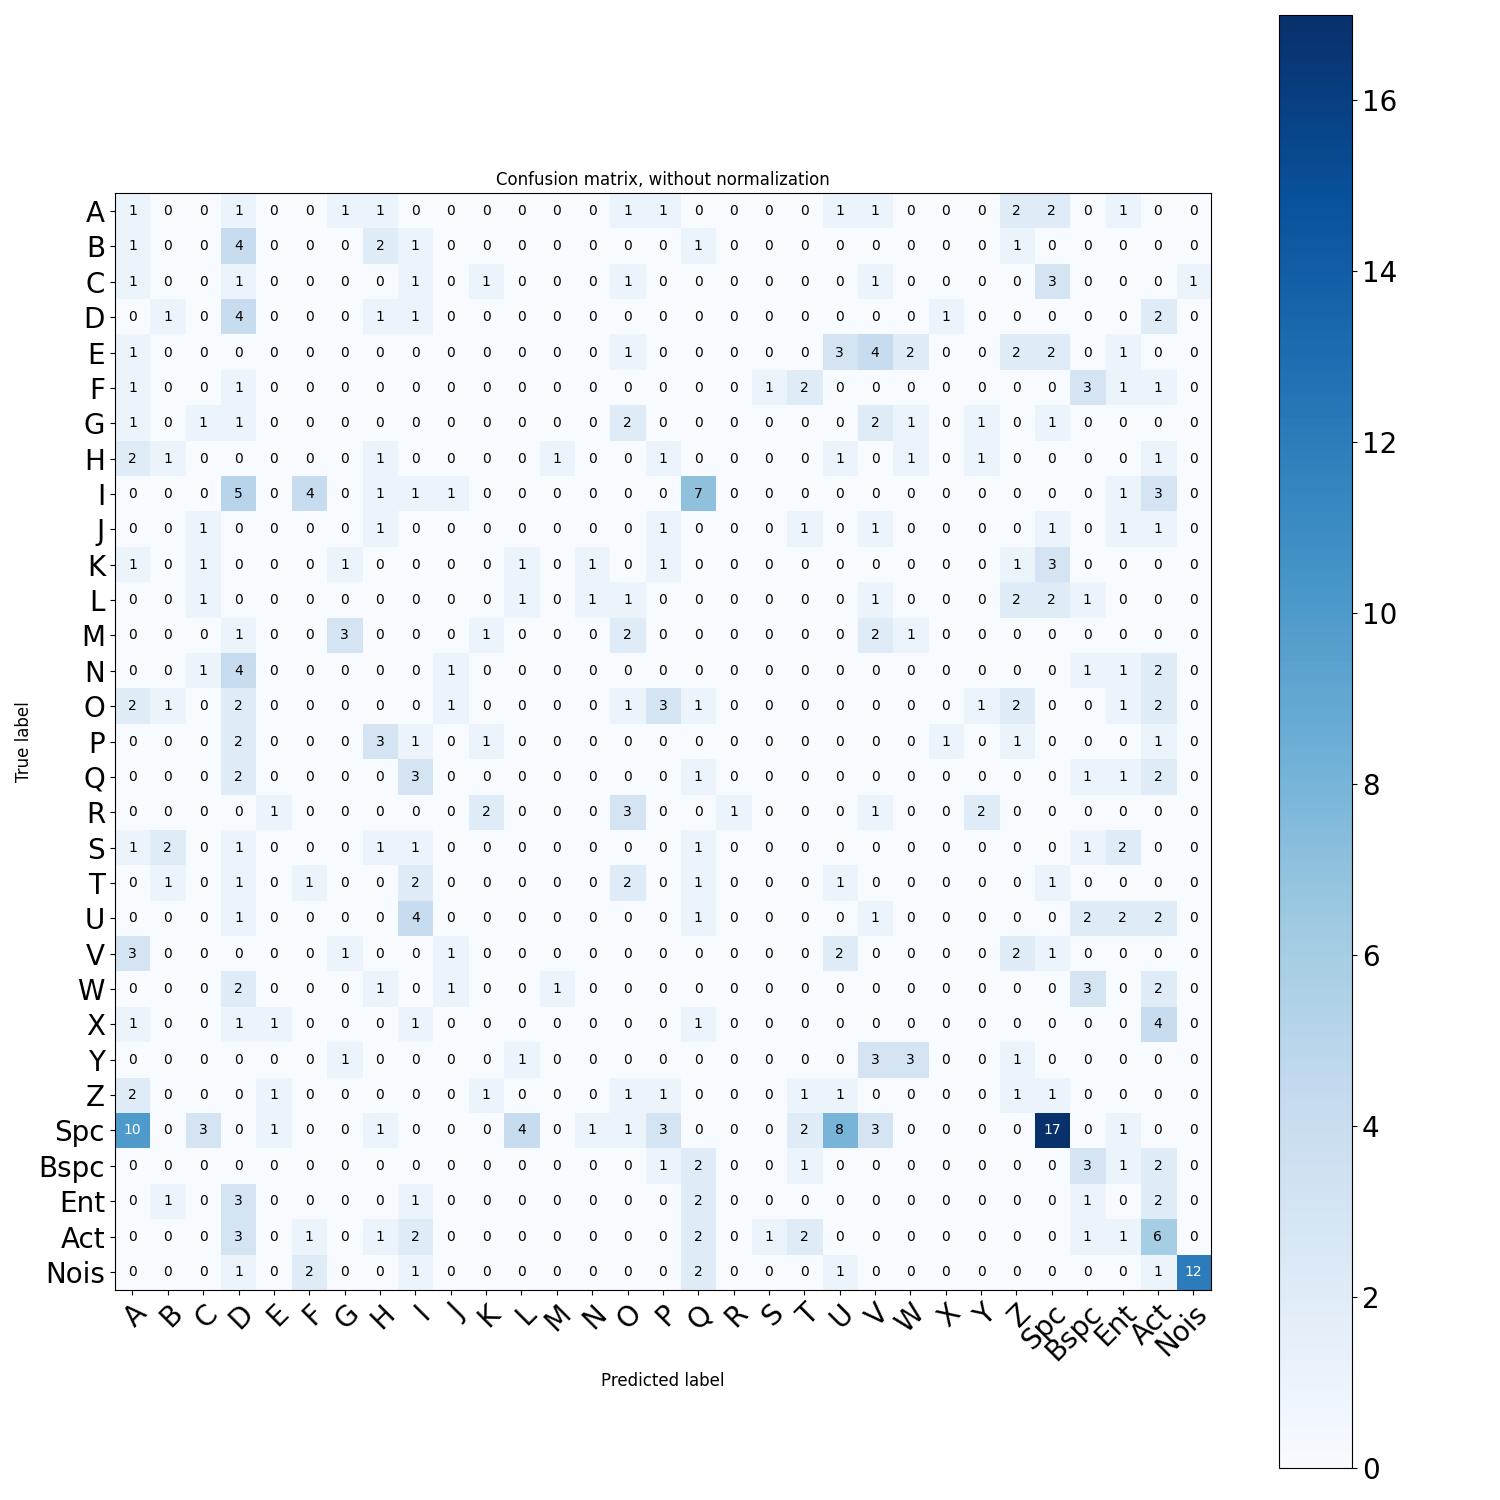 Confusion matrix, without normalization
A 1 0 0 1 0 0 1 1 0 0 0 0 0 0 1 1 0 0 0 0 1 1 0 0 0 2 2 0 1 0 0
B 1 0 0 4 0 0 0 2 1 0 0 0 0 0 0 0 1 0 0 0 0 0 0 0 0 1 0 0 0 0 0
C 1 0 0 1 0 0 0 0 1 0 1 0 0 0 1 0 0 0 0 0 0 1 0 0 0 0 3 0 0 0 1
D 0 1 0 4 0 0 0 1 1 0 0 0 0 0 0 0 0 0 0 0 0 0 0 1 0 0 0 0 0 2 0
E 1 0 0 0 0 0 0 0 0 0 0 0 0 0 1 0 0 0 0 0 3 4 2 0 0 2 2 0 1 0 0
F 1 0 0 1 0 0 0 0 0 0 0 0 0 0 0 0 0 0 1 2 0 0 0 0 0 0 0 3 1 1 0
G 1 0 1 1 0 0 0 0 0 0 0 0 0 0 2 0 0 0 0 0 0 2 1 0 1 0 1 0 0 0 0
H 2 1 0 0 0 0 0 1 0 0 0 0 1 0 0 1 0 0 0 0 1 0 1 0 1 0 0 0 0 1 0
I 0 0 0 5 0 4 0 1 1 1 0 0 0 0 0 0 7 0 0 0 0 0 0 0 0 0 0 0 1 3 0
J 0 0 1 0 0 0 0 1 0 0 0 0 0 0 0 1 0 0 0 1 0 1 0 0 0 0 1 0 1 1 0
K 1 0 1 0 0 0 1 0 0 0 0 1 0 1 0 1 0 0 0 0 0 0 0 0 0 1 3 0 0 0 0
L 0 0 1 0 0 0 0 0 0 0 0 1 0 1 1 0 0 0 0 0 0 1 0 0 0 2 2 1 0 0 0
M 0 0 0 1 0 0 3 0 0 0 1 0 0 0 2 0 0 0 0 0 0 2 1 0 0 0 0 0 0 0 0
N 0 0 1 4 0 0 0 0 0 1 0 0 0 0 0 0 0 0 0 0 0 0 0 0 0 0 0 1 1 2 0
O 2 1 0 2 0 0 0 0 0 1 0 0 0 0 1 3 1 0 0 0 0 0 0 0 1 2 0 0 1 2 0
P 0 0 0 2 0 0 0 3 1 0 1 0 0 0 0 0 0 0 0 0 0 0 0 1 0 1 0 0 0 1 0
Q 0 0 0 2 0 0 0 0 3 0 0 0 0 0 0 0 1 0 0 0 0 0 0 0 0 0 0 1 1 2 0
R 0 0 0 0 1 0 0 0 0 0 2 0 0 0 3 0 0 1 0 0 0 1 0 0 2 0 0 0 0 0 0
S 1 2 0 1 0 0 0 1 1 0 0 0 0 0 0 0 1 0 0 0 0 0 0 0 0 0 0 1 2 0 0
T 0 1 0 1 0 1 0 0 2 0 0 0 0 0 2 0 1 0 0 0 1 0 0 0 0 0 1 0 0 0 0
U 0 0 0 1 0 0 0 0 4 0 0 0 0 0 0 0 1 0 0 0 0 1 0 0 0 0 0 2 2 2 0
V 3 0 0 0 0 0 1 0 0 1 0 0 0 0 0 0 0 0 0 0 2 0 0 0 0 2 1 0 0 0 0
W 0 0 0 2 0 0 0 1 0 1 0 0 1 0 0 0 0 0 0 0 0 0 0 0 0 0 0 3 0 2 0
X 1 0 0 1 1 0 0 0 1 0 0 0 0 0 0 0 1 0 0 0 0 0 0 0 0 0 0 0 0 4 0
Y 0 0 0 0 0 0 1 0 0 0 0 1 0 0 0 0 0 0 0 0 0 3 3 0 0 1 0 0 0 0 0
Z 2 0 0 0 1 0 0 0 0 0 1 0 0 0 1 1 0 0 0 1 1 0 0 0 0 1 1 0 0 0 0
Spc 10 0 3 0 1 0 0 1 0 0 0 4 0 1 1 3 0 0 0 2 8 3 0 0 0 0 17 0 1 0 0
Bspc 0 0 0 0 0 0 0 0 0 0 0 0 0 0 0 1 2 0 0 1 0 0 0 0 0 0 0 3 1 2 0
Ent 0 1 0 3 0 0 0 0 1 0 0 0 0 0 0 0 2 0 0 0 0 0 0 0 0 0 0 1 0 2 0
Act 0 0 0 3 0 1 0 1 2 0 0 0 0 0 0 0 2 0 1 2 0 0 0 0 0 0 0 1 1 6 0
Nois 0 0 0 1 0 2 0 0 1 0 0 0 0 0 0 0 2 0 0 0 1 0 0 0 0 0 0 0 0 1 12
A B C D E F G H I J K L M N O P Q R S T U V W X Y Z Spc Bspc Ent Act Nois
Predicted label
True label
16
14
12
10
8
6
4
2
0